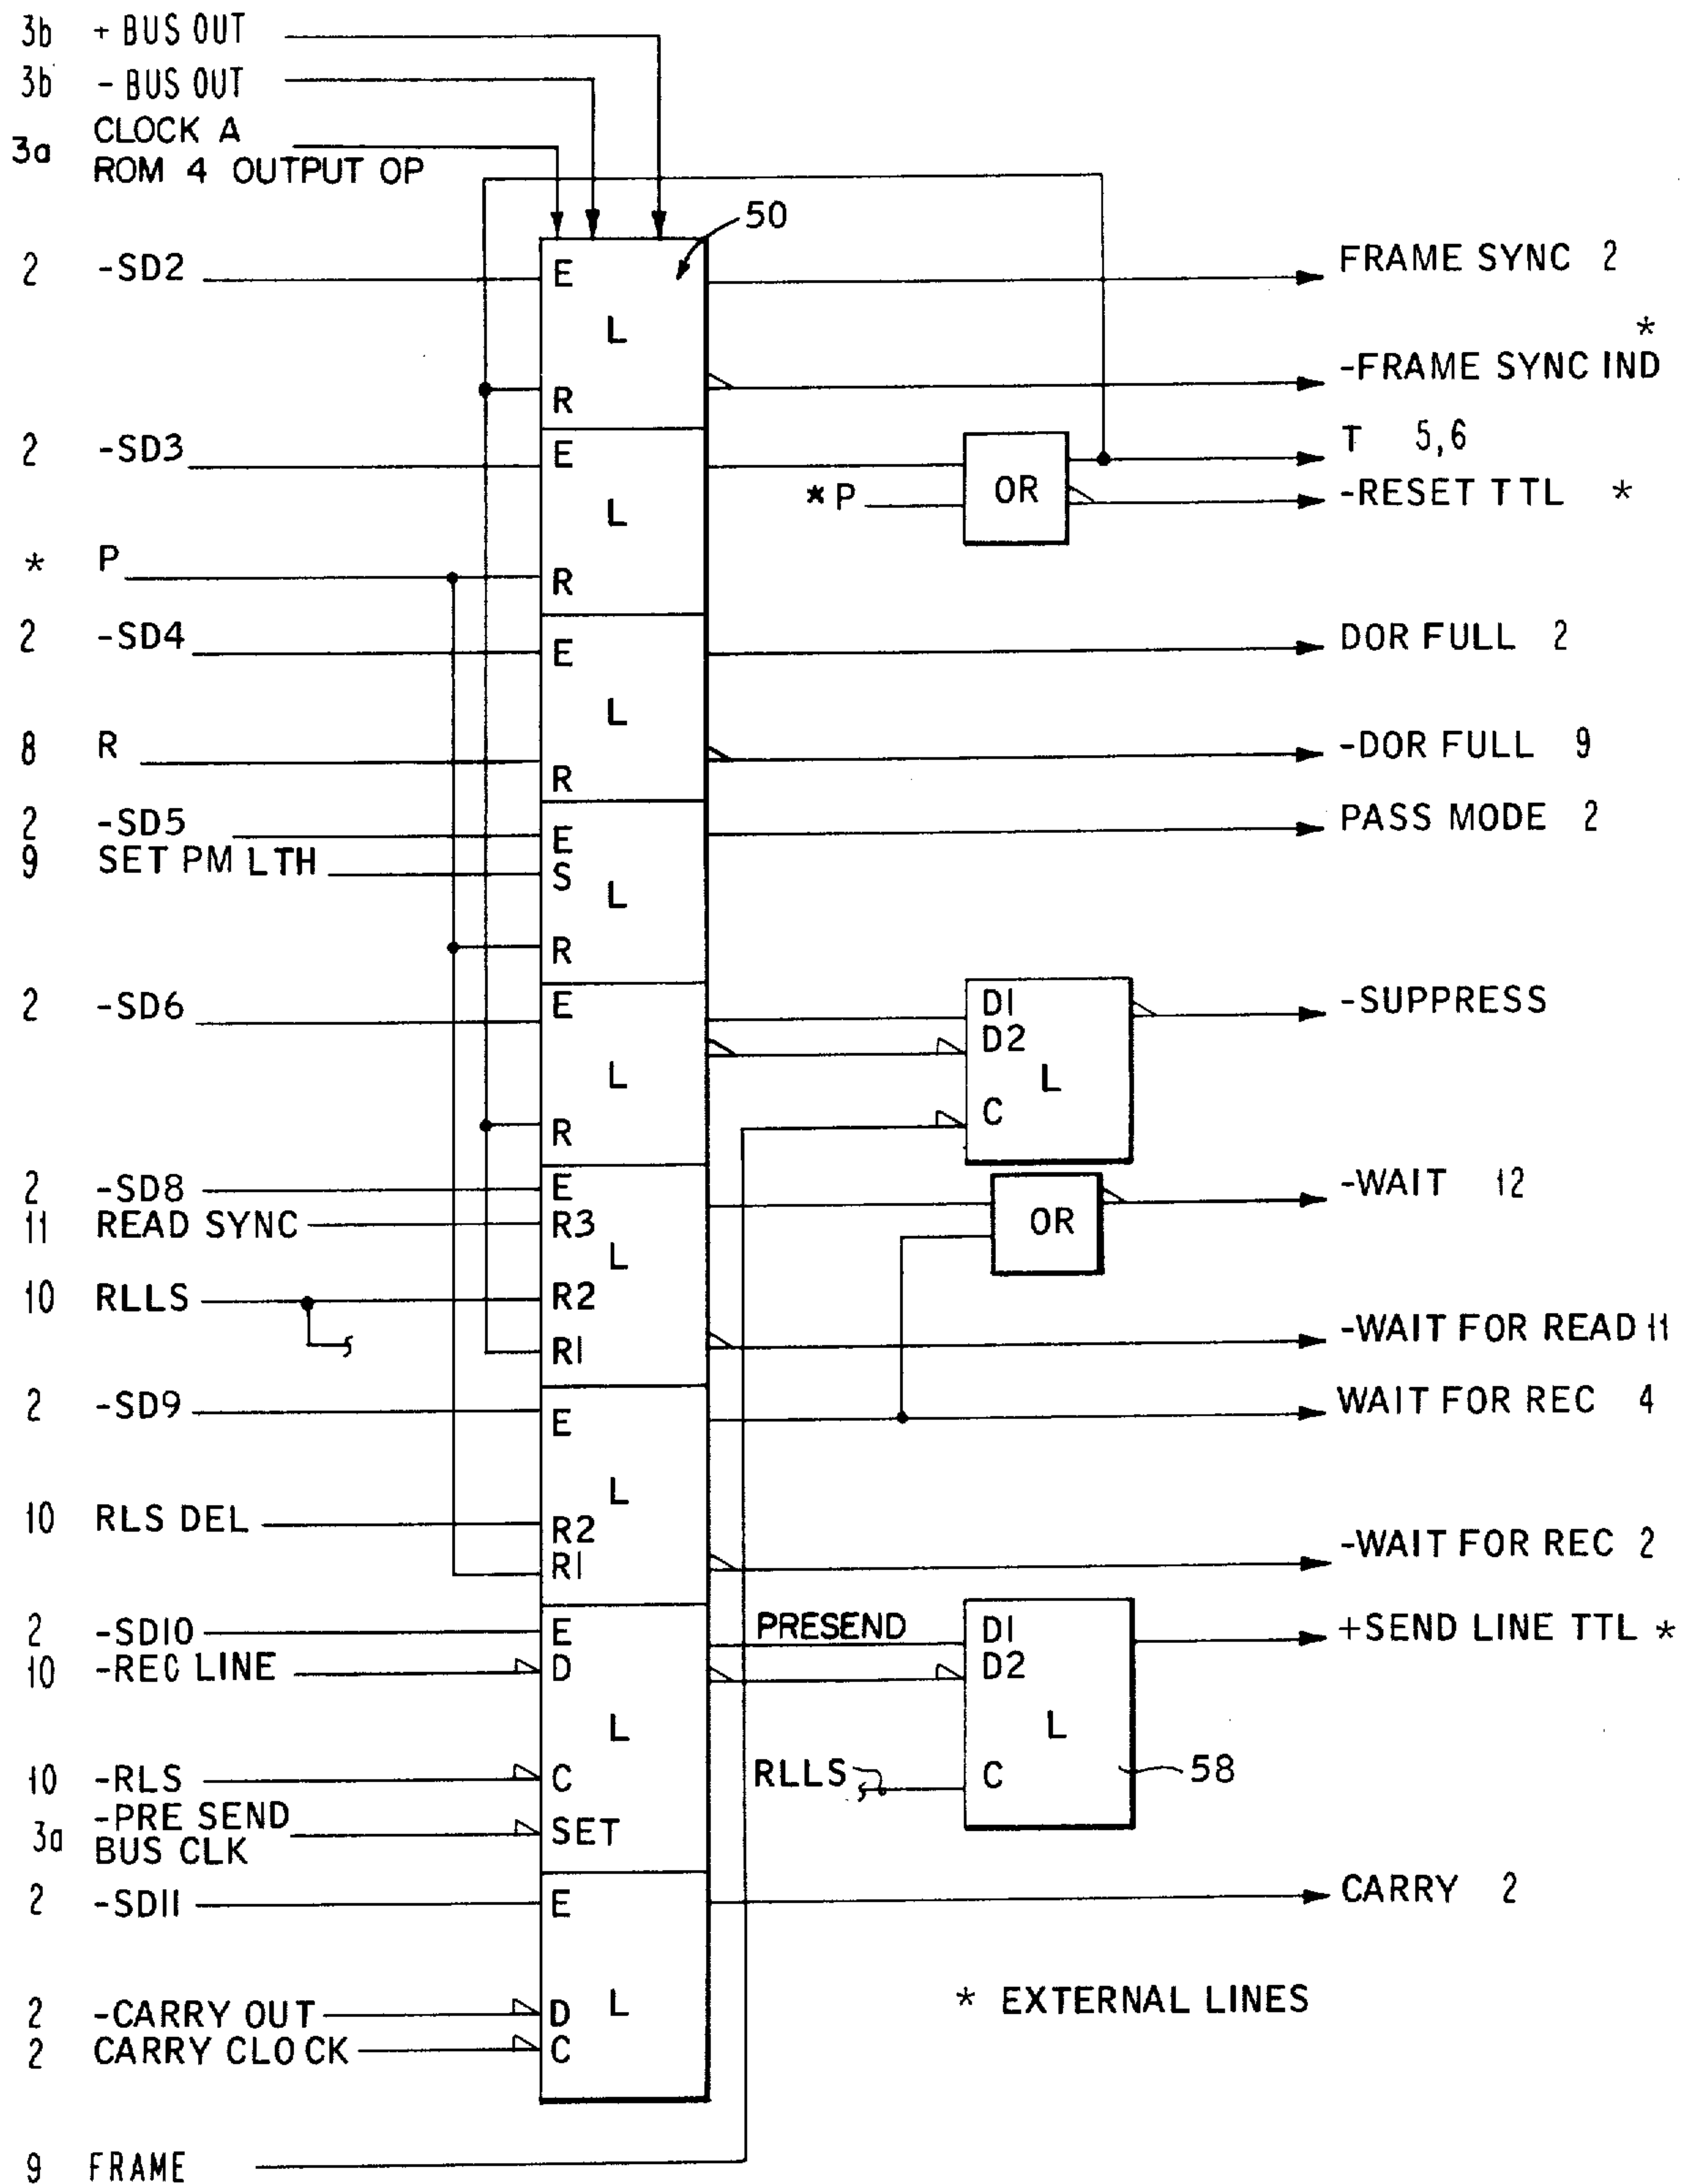 3b + BUS OUT
3b - BUS OUT
3a CLOCK A
ROM 4 OUTPUT OP
50
2 -SD2 E FRAME SYNC 2
L
*
R -FRAME SYNC IND
2 -SD3 E T 5,6
*P OR -RESET TTL *
L
* P R
2 -SD4 E DOR FULL 2
L
8 R R -DOR FULL 9
2 -SD5 E PASS MODE 2
9 SET PM LTH S L
R
2 -SD6 E D1 -SUPPRESS
D2
L L
R C
2 -SD8 E -WAIT 12
11 READ SYNC R3 OR
L
10 RLLS R2
R1 -WAIT FOR READ 11
2 -SD9 E WAIT FOR REC 4
L
10 RLS DEL R2
R1 -WAIT FOR REC 2
2 -SD10 E PRESEND D1 +SEND LINE TTL *
10 -REC LINE D D2
L L
10 -RLS C RLLS C 58
3a -PRE SEND
BUS CLK SET
2 -SD11 E CARRY 2
2 -CARRY OUT D L * EXTERNAL LINES
2 CARRY CLOCK C
9 FRAME